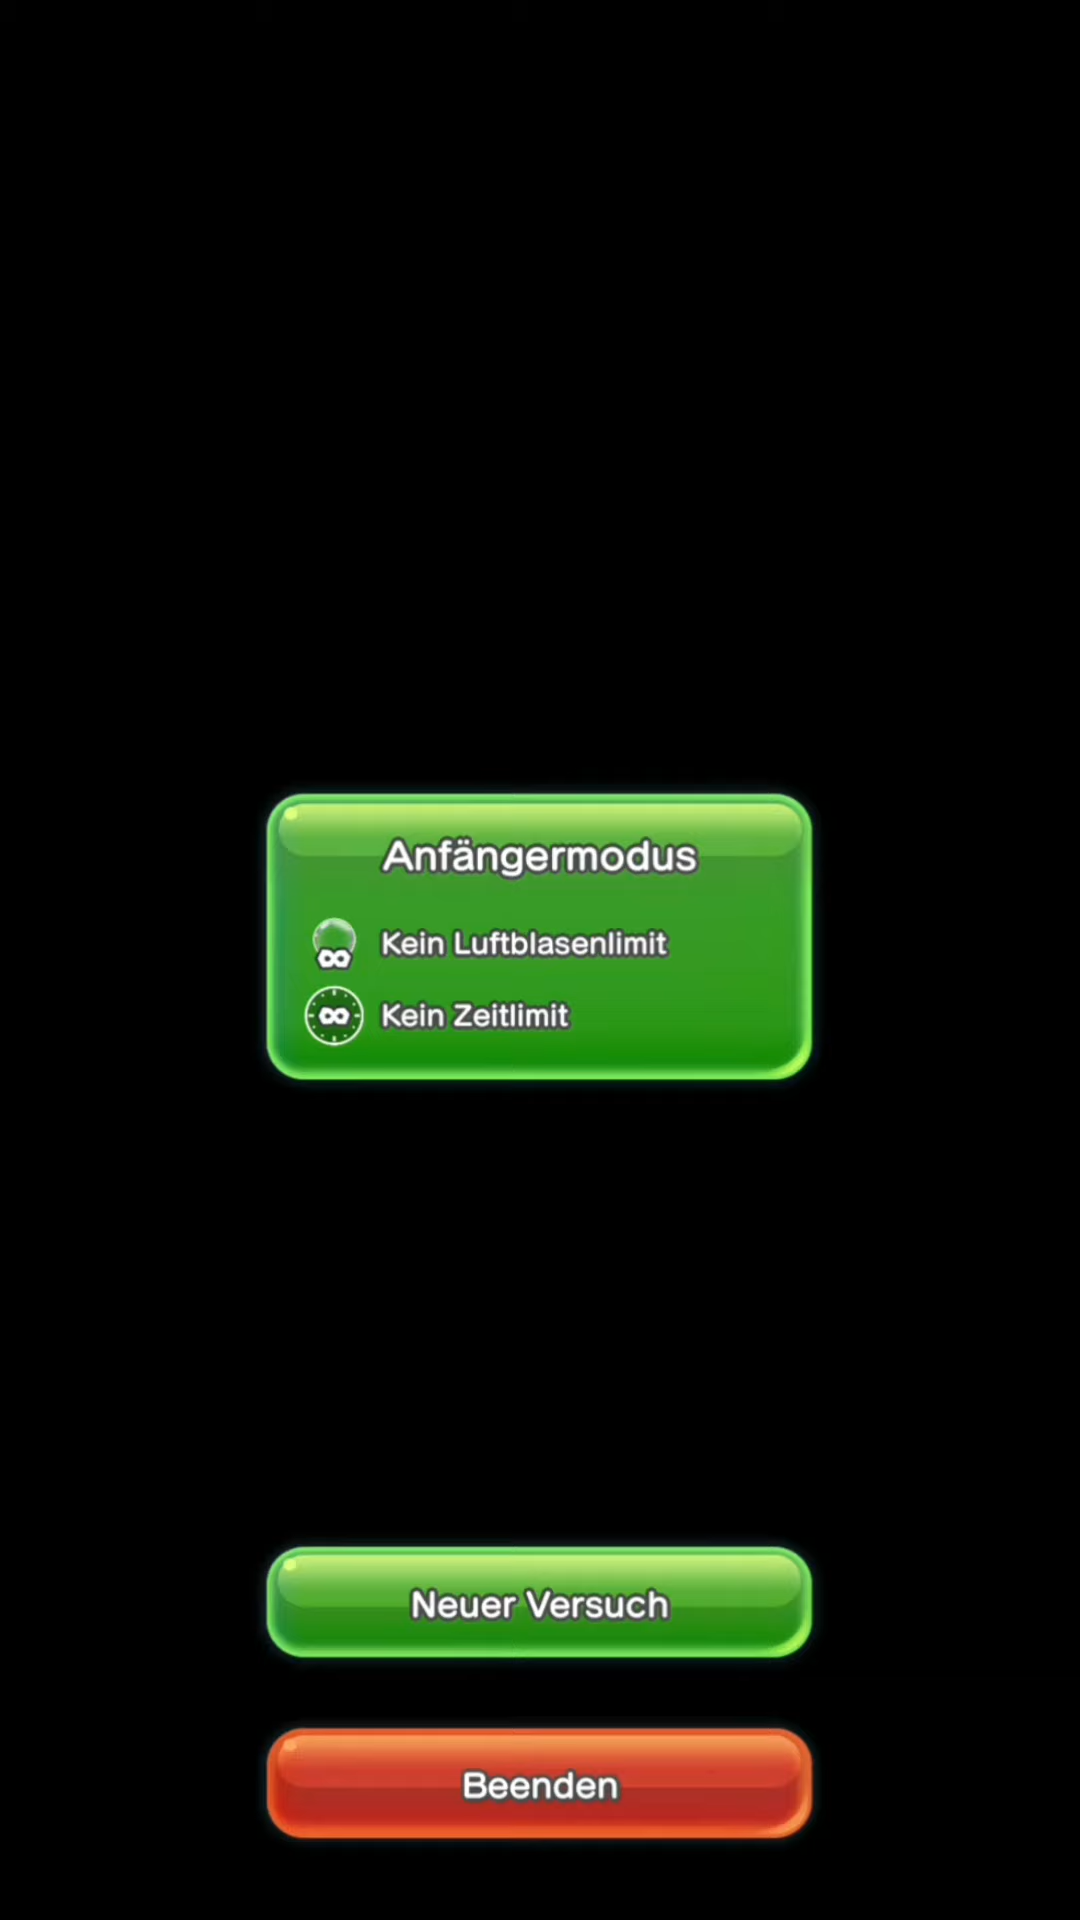 Anfängermodus
Kein Luftblasenlimit
Kein Zeitlimit
Neuer Versuch
Beenden